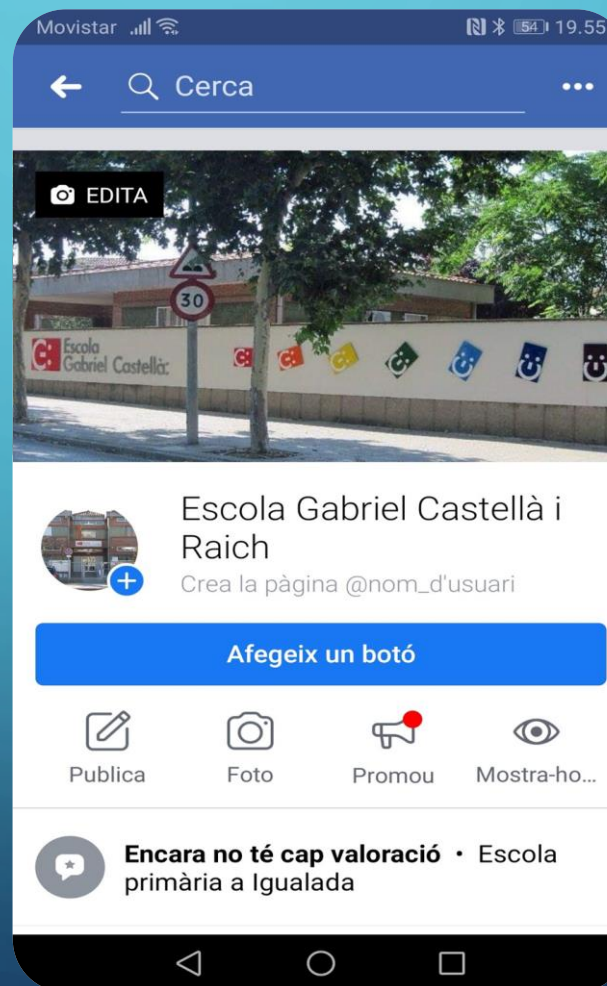 Movistar 54 19.55
Cerca
EDITA
30
Escola
Gabriel Castellà:
Escola Gabriel Castellà i
Raich
Crea la pàgina @nom_d'usuari
Afegeix un botó
Publica Foto Promou Mostra-ho...
Encara no té cap valoració • Escola
primària a Igualada